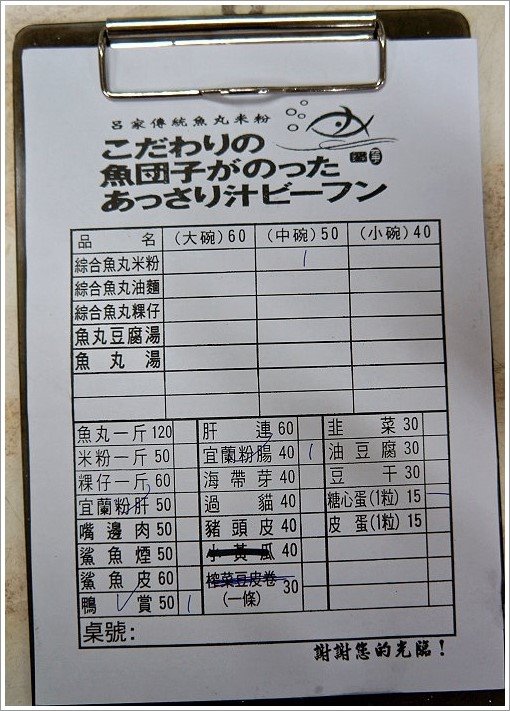 呂家傳統魚丸米粉
こだわりの
魚団子がのった
あっさり汁ビーフン
品名 (大碗)60 (中碗)50 (小碗)40
綜合魚丸米粉 1
綜合魚丸油麵
綜合魚丸粿仔
魚丸豆腐湯
魚丸湯
魚丸一斤120 肝連60 韭菜30
米粉一斤50 宜蘭粉腸40 1 油豆腐30
粿仔一斤60 海帶芽40 豆干30
宜蘭粉肝50 過貓40 糖心蛋(1粒)15
嘴邊肉50 豬頭皮40 皮蛋(1粒)15
鯊魚煙50 小黃瓜40
鯊魚皮60 榨菜豆皮卷(一條)30
鴨賞50 1
桌號:
謝謝您的光臨!